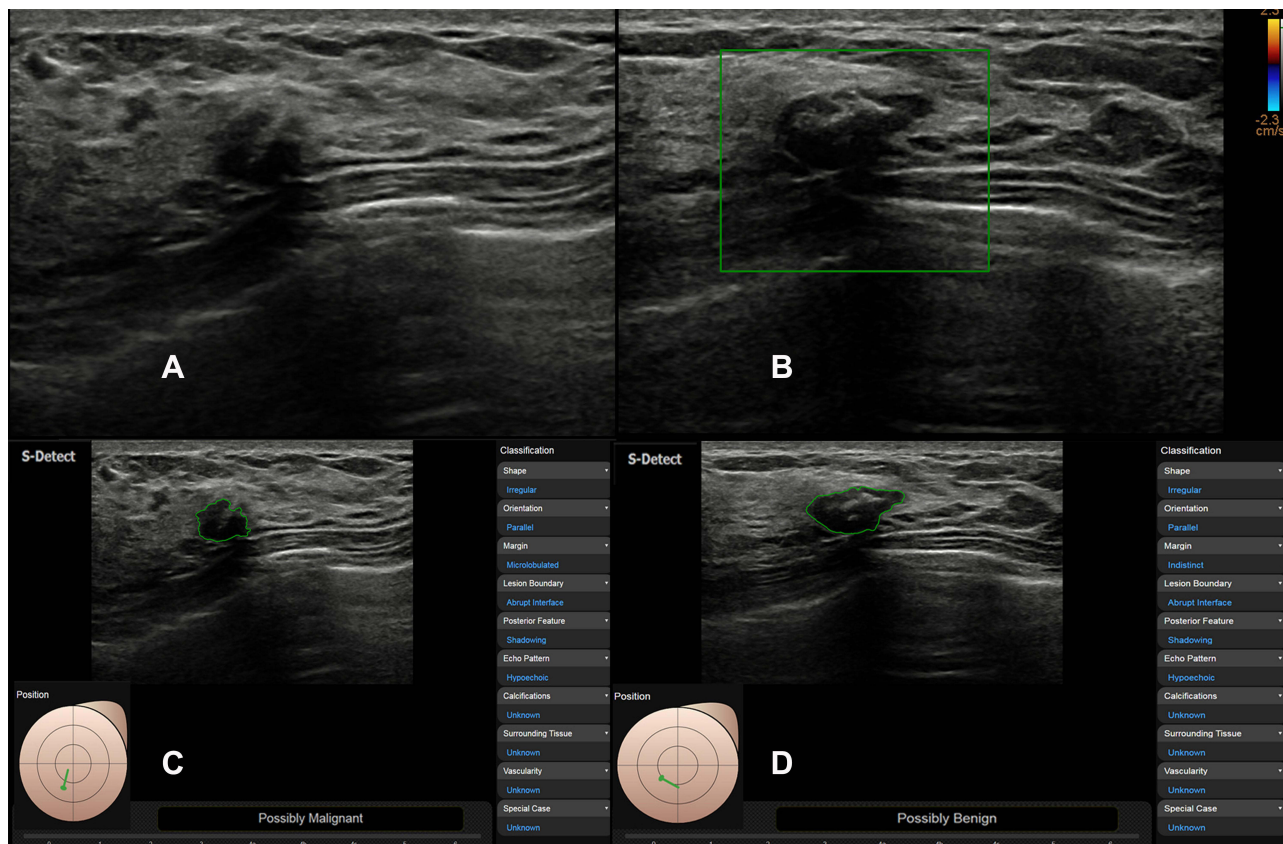 2.3
-2.3
cm/s
A
B
S-Detect
Classification
Shape
Irregular
Orientation
Parallel
Margin
Microlobulated
Lesion Boundary
Abrupt Interface
Posterior Feature
Shadowing
Echo Pattern
Hypoechoic
Calcifications
Unknown
Surrounding Tissue
Unknown
Vascularity
Unknown
Special Case
Unknown
Position
C
Possibly Malignant
S-Detect
Classification
Shape
Irregular
Orientation
Parallel
Margin
Indistinct
Lesion Boundary
Abrupt Interface
Posterior Feature
Shadowing
Echo Pattern
Hypoechoic
Calcifications
Unknown
Surrounding Tissue
Unknown
Vascularity
Unknown
Special Case
Unknown
Position
D
Possibly Benign